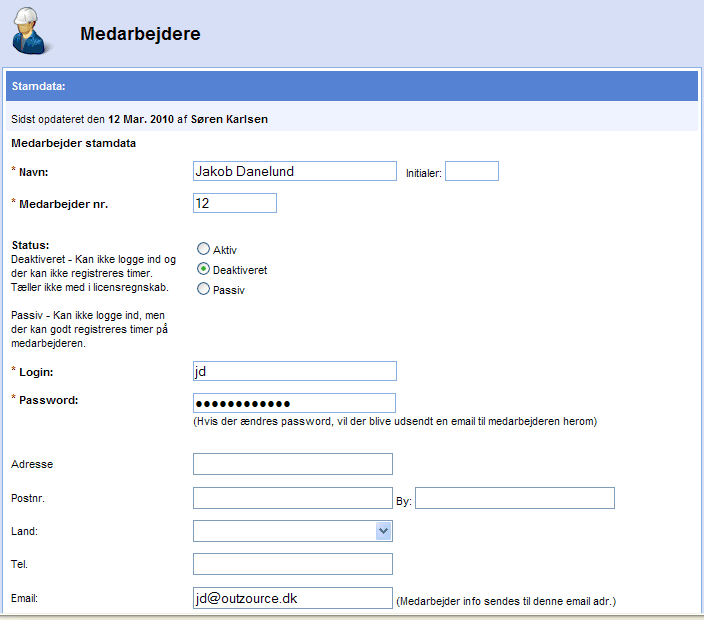 Medarbejdere
Stamdata:
Sidst opdateret den 12 Mar. 2010 af Søren Karlsen
Medarbejder stamdata
* Navn: Jakob Danelund Initialer:
* Medarbejder nr. 12
Status:
Deaktiveret - Kan ikke logge ind og
der kan ikke registreres timer.
Tæller ikke med i licensregnskab.
Passiv - Kan ikke logge ind, men
der kan godt registreres timer på
medarbejderen.
Aktiv
Deaktiveret
Passiv
* Login: jd
* Password: ●●●●●●●●●●●●
(Hvis der ændres password, vil der blive udsendt en email til medarbejderen herom)
Adresse
Postnr. By:
Land:
Tel.
Email: jd@outzource.dk (Medarbejder info sendes til denne email adr.)